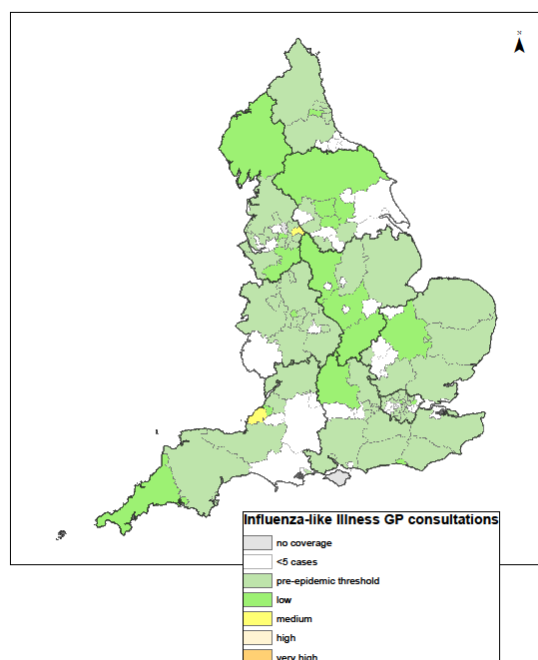 N
Influenza-like Illness GP consultations
no coverage
<5 cases
pre-epidemic threshold
low
medium
high
very high